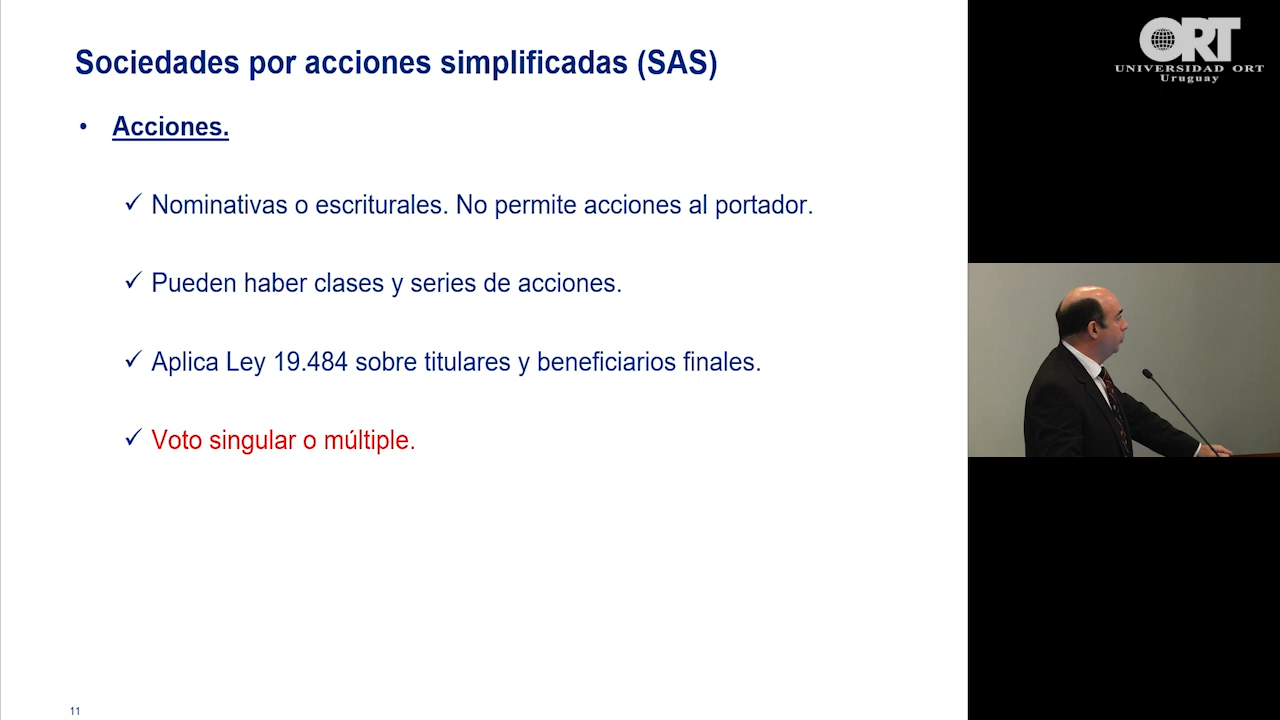 Sociedades por acciones simplificadas (SAS)
• Acciones.
✓ Nominativas o escriturales. No permite acciones al portador.
✓ Pueden haber clases y series de acciones.
✓ Aplica Ley 19.484 sobre titulares y beneficiarios finales.
✓ Voto singular o múltiple.
11
ORT
UNIVERSIDAD ORT
Uruguay